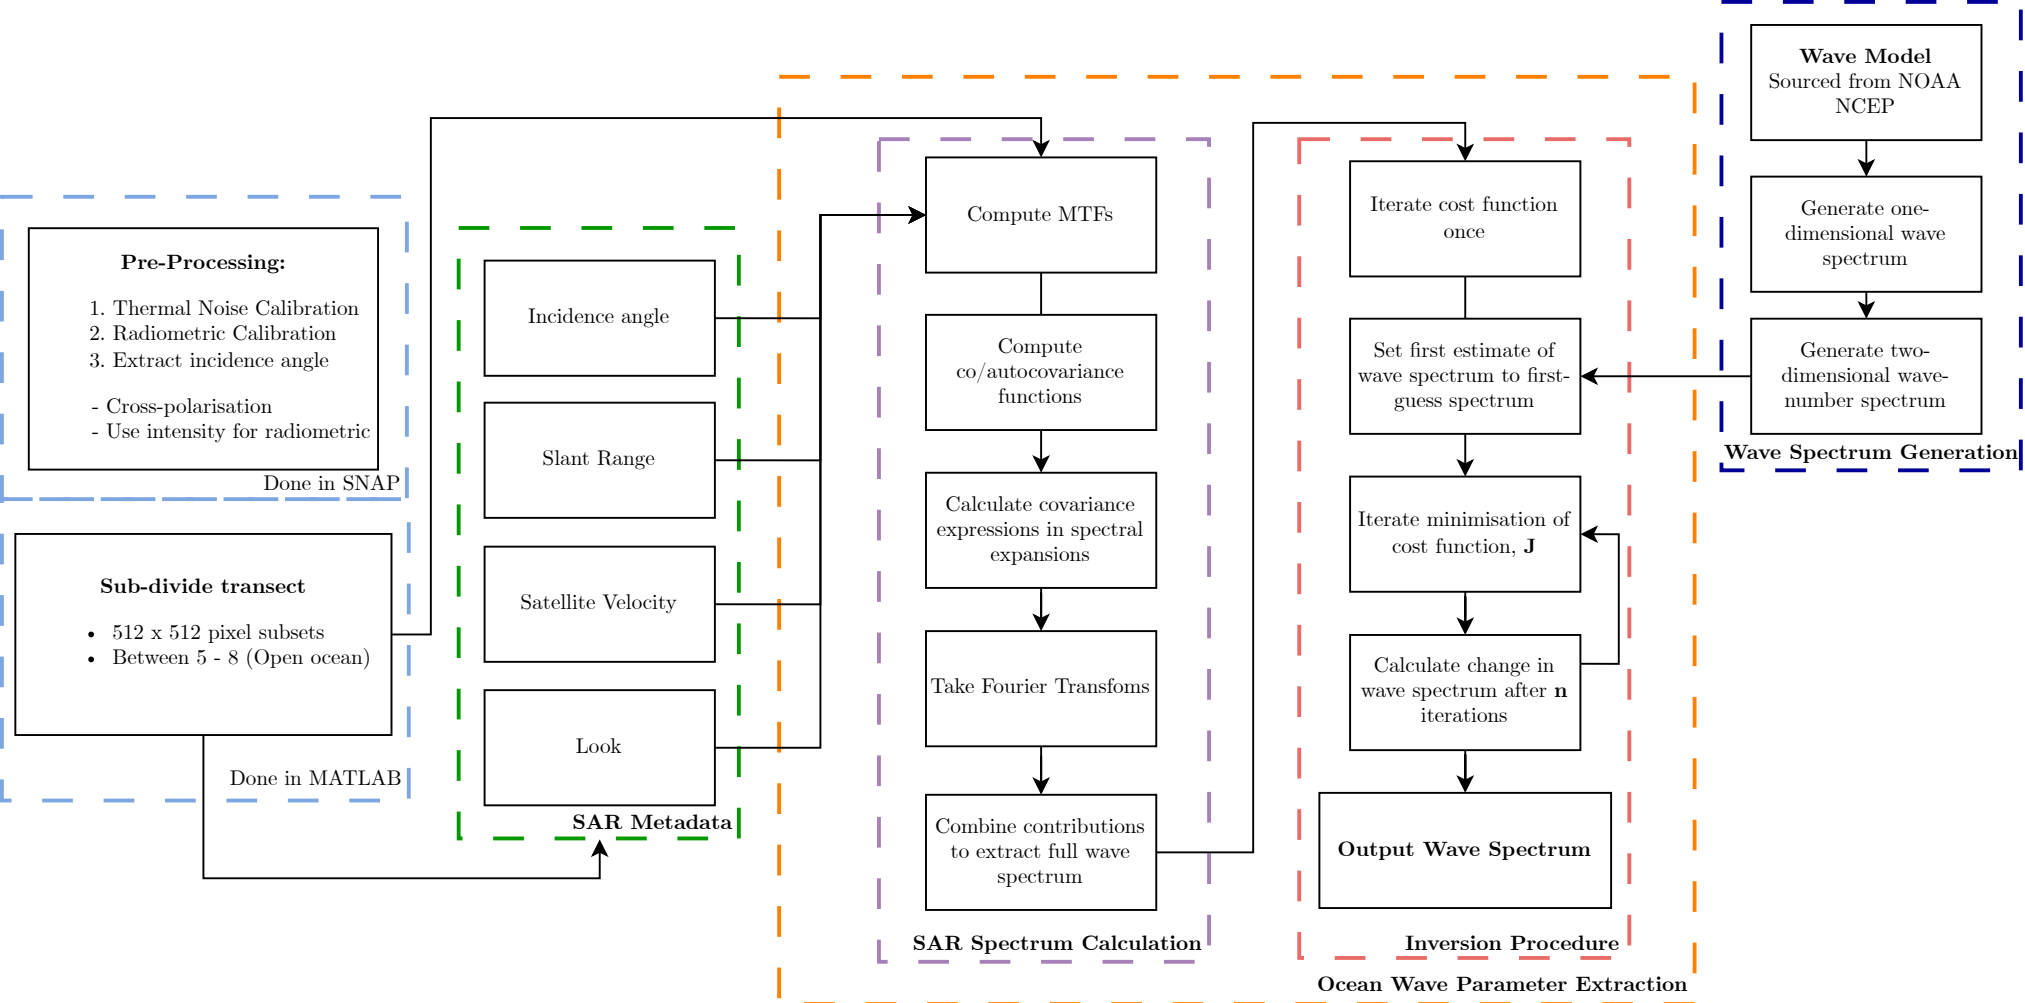 Pre-Processing:
1. Thermal Noise Calibration
2. Radiometric Calibration
3. Extract incidence angle
- Cross-polarisation
- Use intensity for radiometric
Done in SNAP
Sub-divide transect
• 512 x 512 pixel subsets
• Between 5 - 8 (Open ocean)
Done in MATLAB
Incidence angle
Slant Range
Satellite Velocity
Look
SAR Metadata
Compute MTFs
Compute
co/autocovariance
functions
Calculate covariance
expressions in spectral
expansions
Take Fourier Transfoms
Combine contributions
to extract full wave
spectrum
SAR Spectrum Calculation
Iterate cost function
once
Set first estimate of
wave spectrum to first-
guess spectrum
Iterate minimisation of
cost function, J
Calculate change in
wave spectrum after n
iterations
Output Wave Spectrum
Inversion Procedure
Ocean Wave Parameter Extraction
Wave Model
Sourced from NOAA
NCEP
Generate one-
dimensional wave
spectrum
Generate two-
dimensional wave-
number spectrum
Wave Spectrum Generation